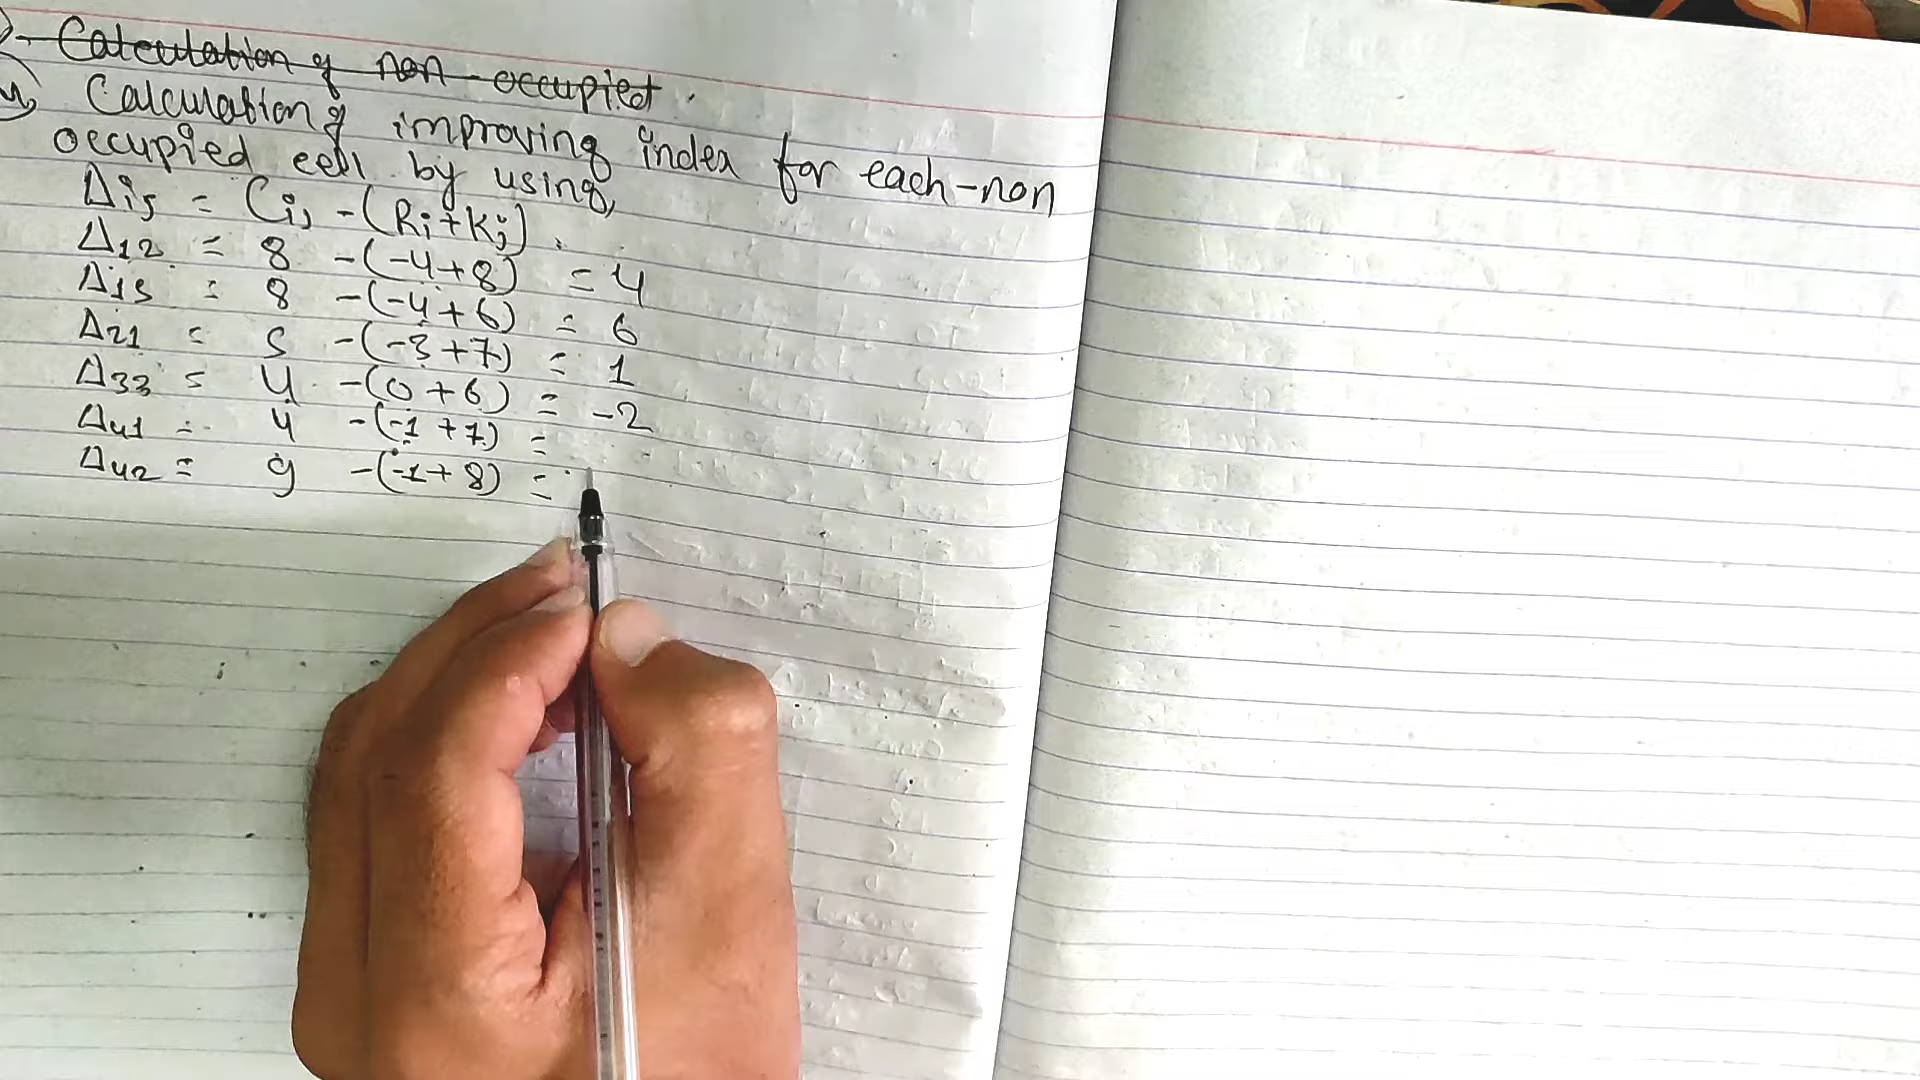 Calculation of non-occupied.
Calculation of improving index for each-non
occupied cell by using,
Δij = Cij -(Ri+Kj).
Δ12 = 8 -(-4+8) = 4
Δ13 = 8 -(-4+6) = 6
Δ21 = 5 -(-3+7) = 1
Δ33 = 4 -(0+6) = -2
Δ41 = 4 -(-1+7) =
Δ42 = 9 -(-1+8) =